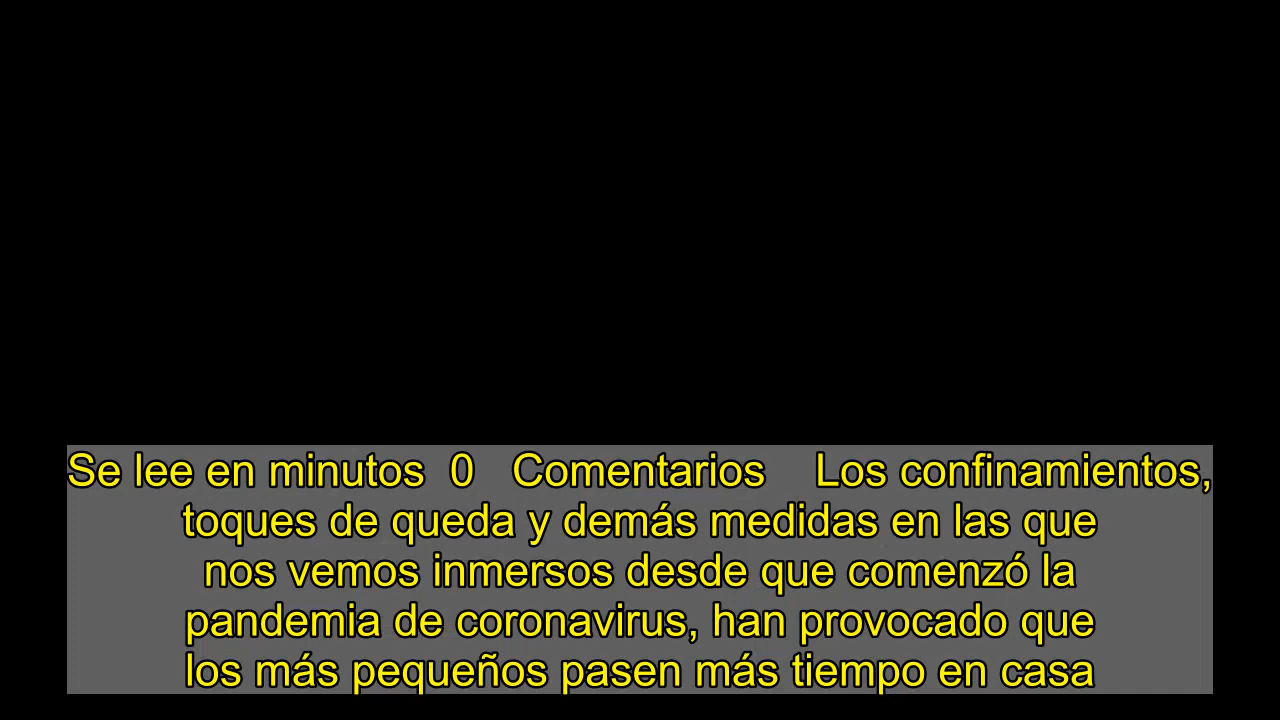 Se lee en minutos  0   Comentarios    Los confinamientos,
toques de queda y demás medidas en las que
nos vemos inmersos desde que comenzó la
pandemia de coronavirus, han provocado que
los más pequeños pasen más tiempo en casa